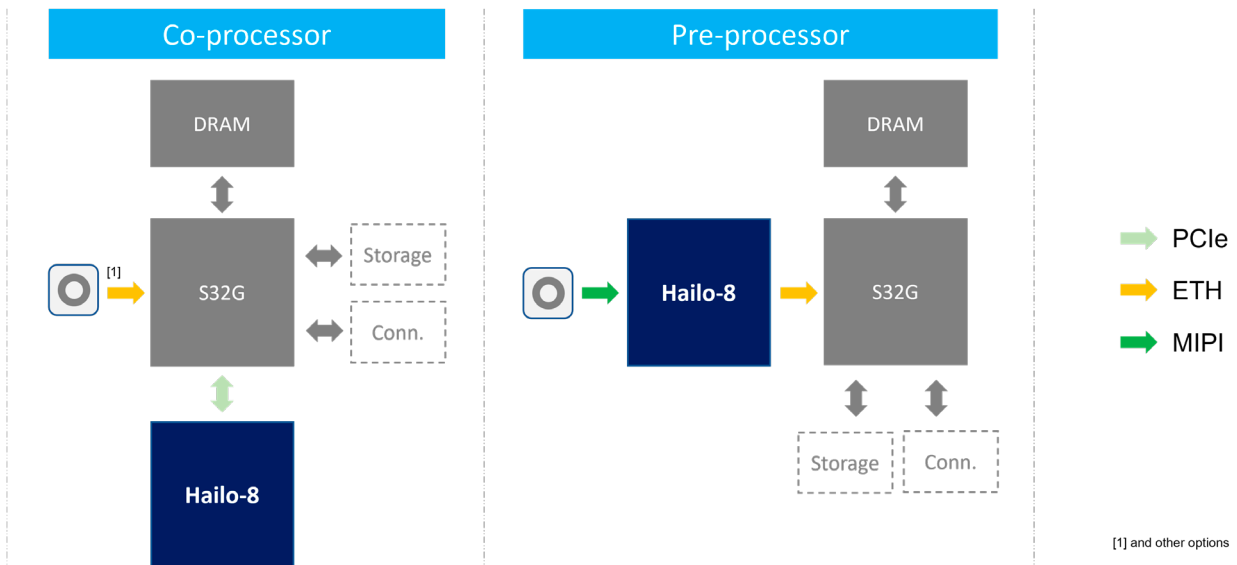 Co-processor
DRAM
[1]
S32G
Storage
Conn.
Hailo-8
Pre-processor
DRAM
Hailo-8
S32G
Storage
Conn.
PCIe
ETH
MIPI
[1] and other options